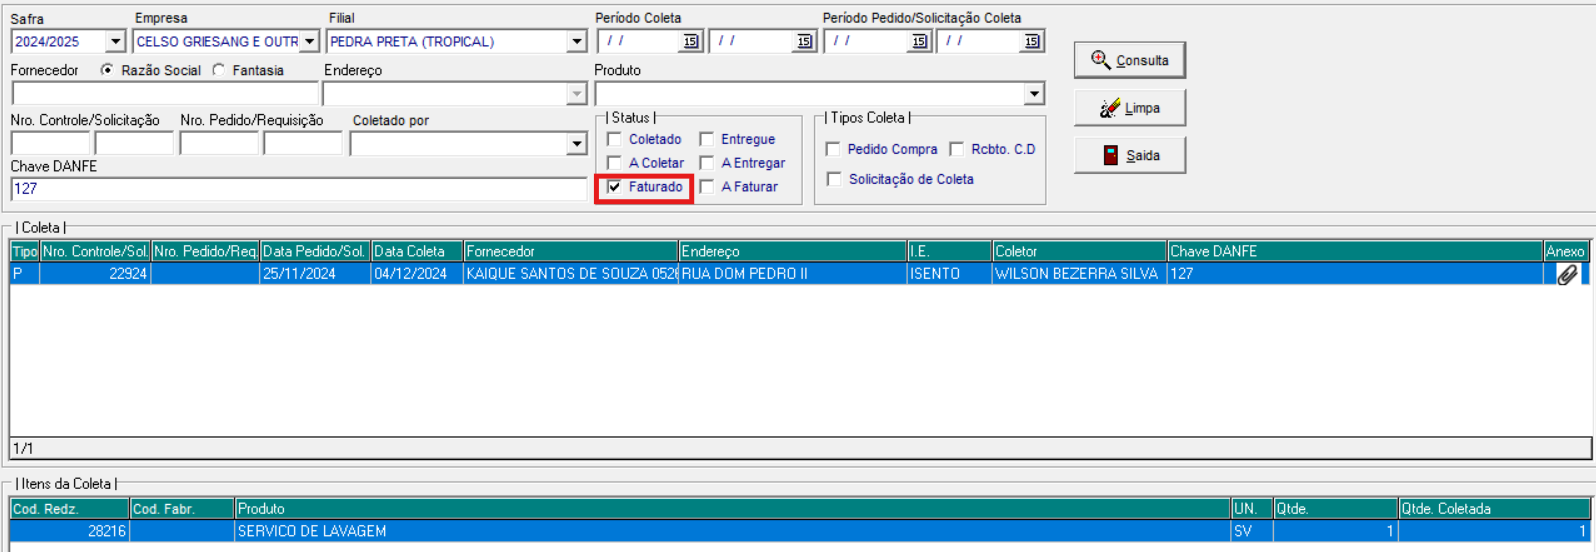 Safra Empresa Filial Período Coleta Período Pedido/Solicitação Coleta
2024/2025 CELSO GRIESANG E OUTR PEDRA PRETA (TROPICAL) / / 15 / / 15 / / 15 / / 15
Consulta
Fornecedor Razão Social Fantasia Endereço Produto
Limpa
Nro. Controle/Solicitação Nro. Pedido/Requisição Coletado por | Status | | Tipos Coleta |
Coletado Entregue Pedido Compra Rcbto. C.D
Saida
Chave DANFE A Coletar A Entregar
127 Faturado A Faturar Solicitação de Coleta
| Coleta |
Tipo Nro. Controle/Sol. Nro. Pedido/Req. Data Pedido/Sol. Data Coleta Fornecedor Endereço I.E. Coletor Chave DANFE Anexo
P 22924 25/11/2024 04/12/2024 KAIQUE SANTOS DE SOUZA 052 RUA DOM PEDRO II ISENTO WILSON BEZERRA SILVA 127
1/1
| Itens da Coleta |
Cod. Redz. Cod. Fabr. Produto UN. Qtde. Qtde. Coletada
28216 SERVICO DE LAVAGEM SV 1 1